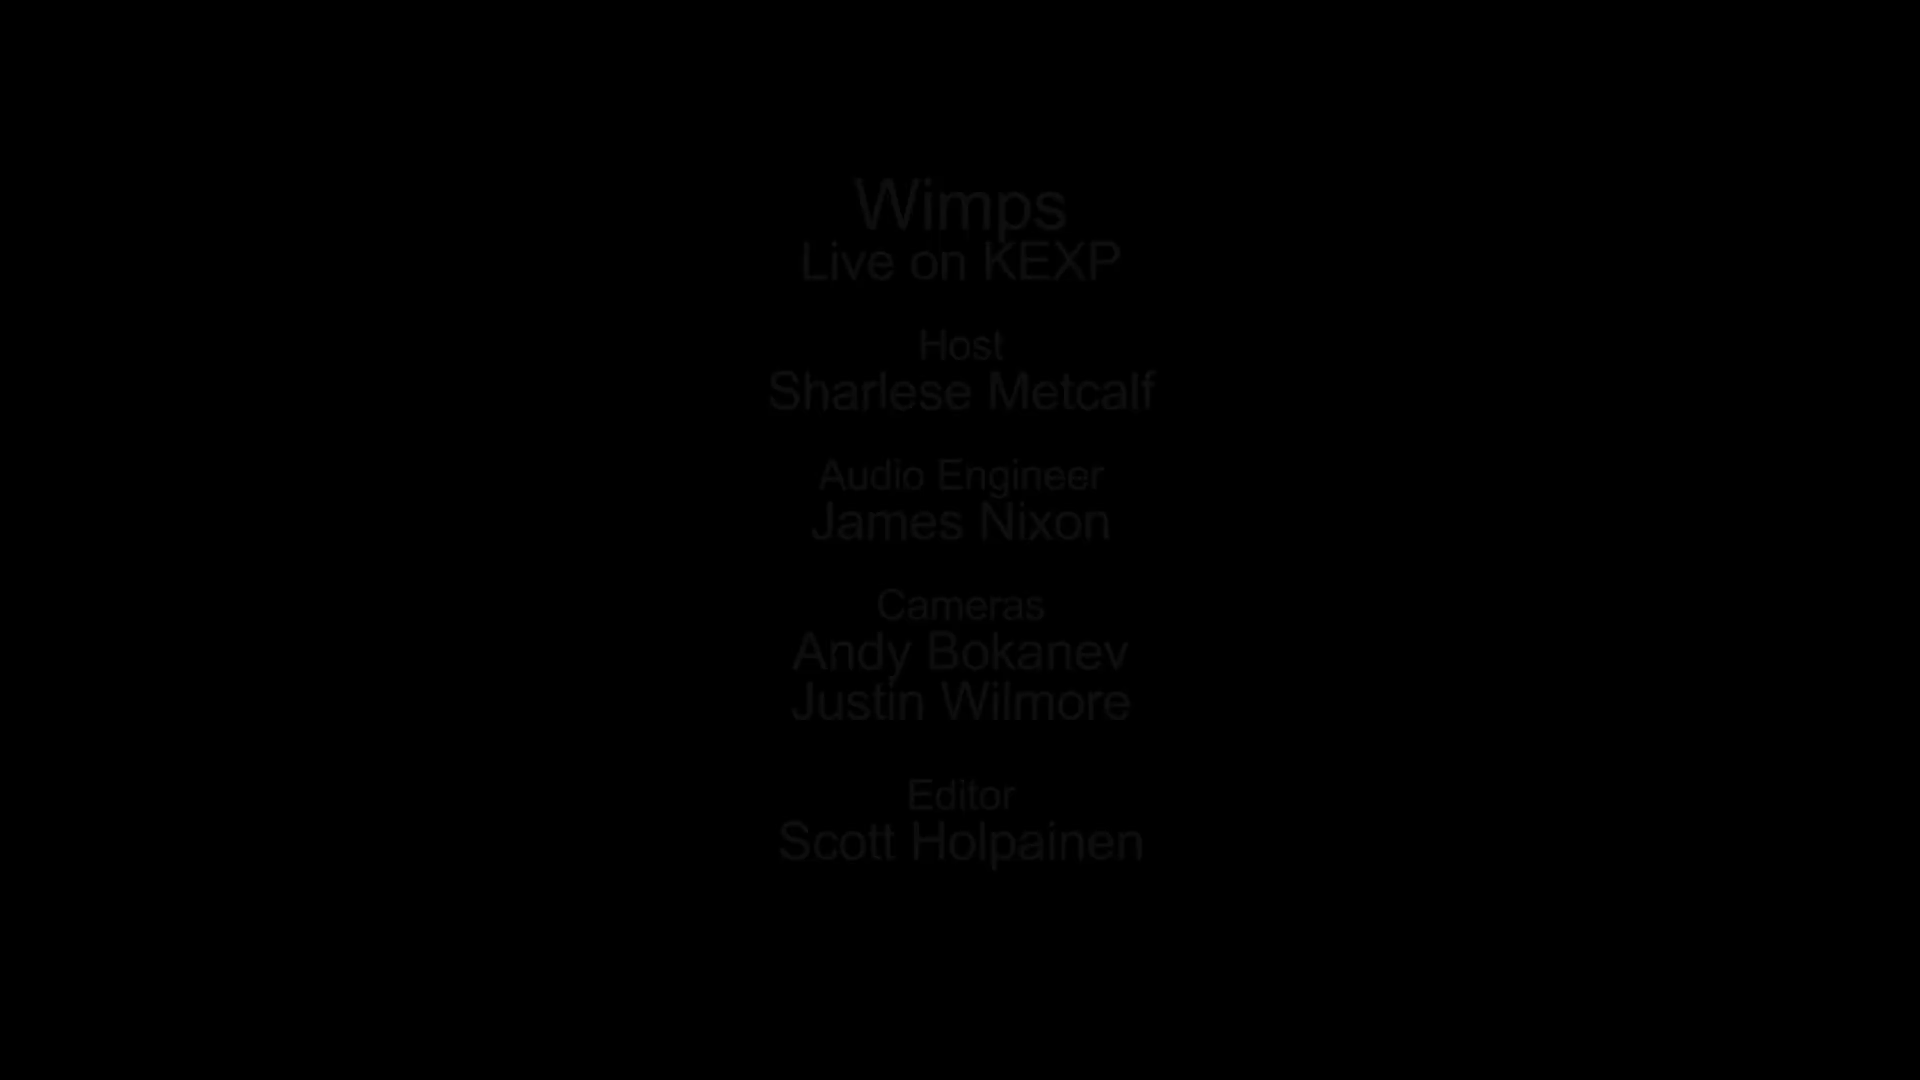 Wimps
Live on KEXP
Host
Sharlese Metcalf
Audio Engineer
James Nixon
Cameras
Andy Bokanev
Justin Wilmore
Editor
Scott Holpainen